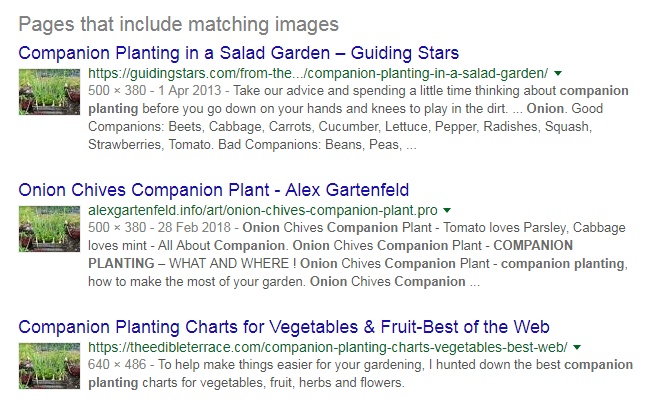 Pages that include matching images
Companion Planting in a Salad Garden – Guiding Stars
https://guidingstars.com/from-the.../companion-planting-in-a-salad-garden/
500 × 380 - 1 Apr 2013 - Take our advice and spending a little time thinking about companion
planting before you go down on your hands and knees to play in the dirt. ... Onion. Good
Companions: Beets, Cabbage, Carrots, Cucumber, Lettuce, Pepper, Radishes, Squash,
Strawberries, Tomato. Bad Companions: Beans, Peas, ...
Onion Chives Companion Plant - Alex Gartenfeld
alexgartenfeld.info/art/onion-chives-companion-plant.pro
500 × 380 - 28 Feb 2018 - Onion Chives Companion Plant - Tomato loves Parsley, Cabbage
loves mint - All About Companion. Onion Chives Companion Plant - COMPANION
PLANTING – WHAT AND WHERE ! Onion Chives Companion Plant - companion planting,
how to make the most of your garden. Onion Chives Companion ...
Companion Planting Charts for Vegetables & Fruit-Best of the Web
https://theedibleterrace.com/companion-planting-charts-vegetables-best-web/
640 × 486 - To help make things easier for your gardening, I hunted down the best companion
planting charts for vegetables, fruit, herbs and flowers.